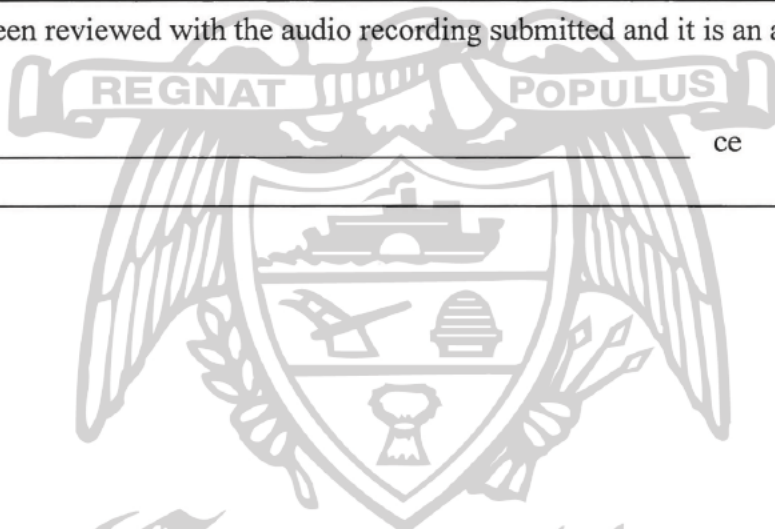 een reviewed with the audio recording submitted and it is an a
REGNAT POPULUS
ce